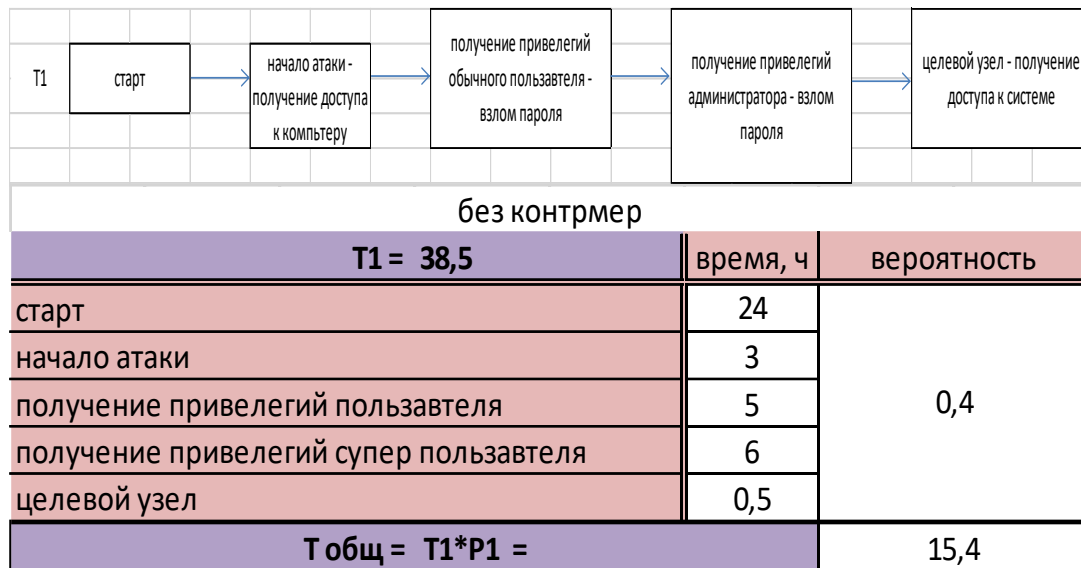 T1
старт
начало атаки -
получение доступа
к компьтеру
получение привелегий
обычного пользавтеля -
взлом пароля
получение привелегий
администратора - взлом
пароля
целевой узел - получение
доступа к системе
без контрмер
T1 = 38,5 время, ч вероятность
старт 24
начало атаки 3
получение привелегий пользавтеля 5 0,4
получение привелегий супер пользавтеля 6
целевой узел 0,5
T общ = T1*P1 = 15,4